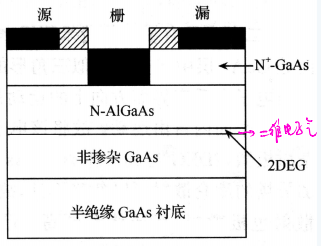 源 栅 漏
N⁺-GaAs
N-AlGaAs
→二维电子气
非掺杂 GaAs
2DEG
半绝缘 GaAs 衬底